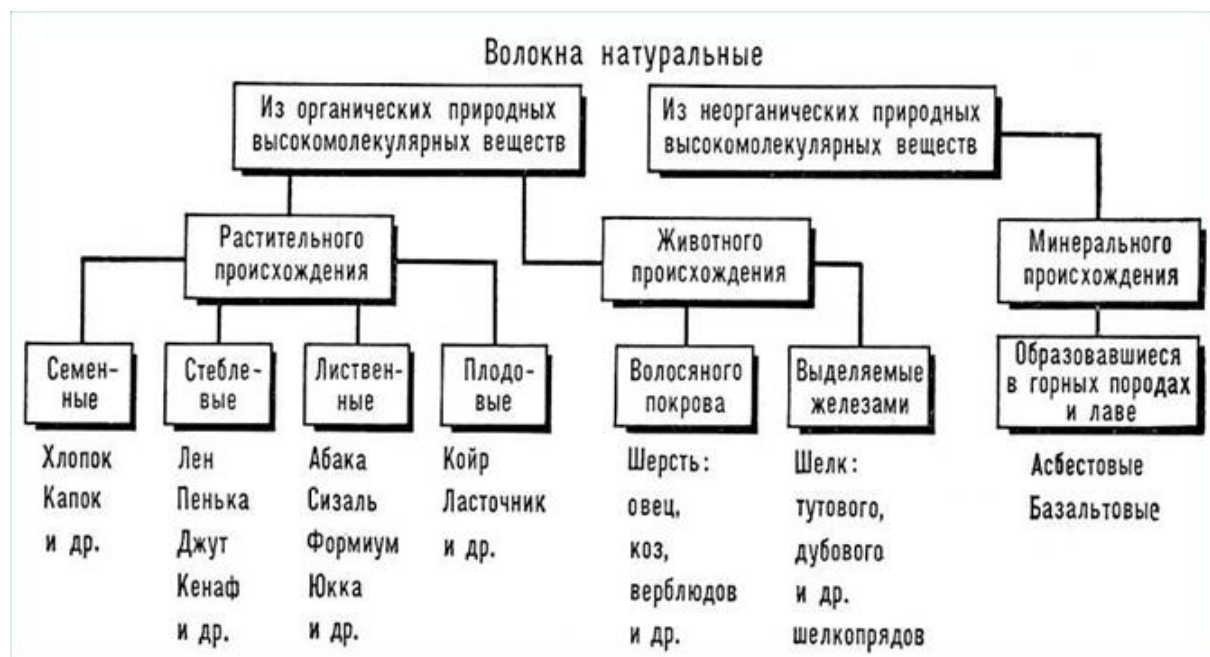 Волокна натуральные
Из органических природных
высокомолекулярных веществ
Из неорганических природных
высокомолекулярных веществ
Растительного
происхождения
Животного
происхождения
Минерального
происхождения
Семен-
ные
Стебле-
вые
Листвен-
ные
Плодо-
вые
Волосяного
покрова
Выделяемые
железами
Образовавшиеся
в горных породах
и лаве
Хлопок
Капок
и др.
Лен
Пенька
Джут
Кенаф
и др.
Абака
Сизаль
Формиум
Юкка
и др.
Койр
Ласточник
и др.
Шерсть:
овец,
коз,
верблюдов
и др.
Шелк:
тутового,
дубового
и др.
шелкопрядов
Асбестовые
Базальтовые